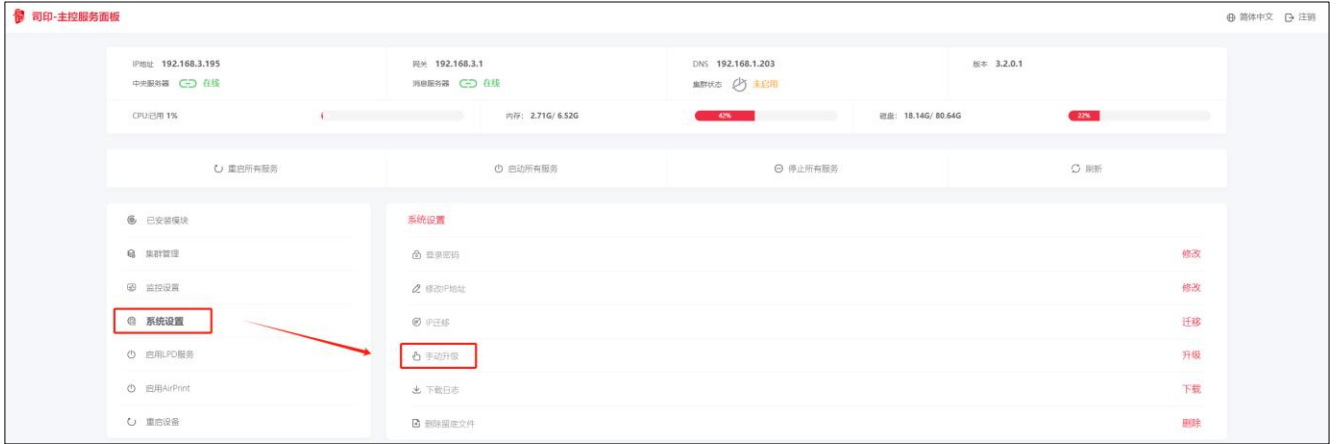 司印-主控服务面板
简体中文 注销
IP地址 192.168.3.195 网关 192.168.3.1 DNS 192.168.1.203 版本 3.2.0.1
中央服务器 在线 消息服务器 在线 集群状态 未启用
CPU:已用 1% 内存: 2.71G/ 6.52G 42% 磁盘: 18.14G/ 80.64G 22%
重启所有服务 启动所有服务 停止所有服务 刷新
已安装模块
集群管理
监控设置
系统设置
启用LPD服务
启用AirPrint
重启设备
系统设置
登录密码 修改
修改IP地址 修改
IP迁移 迁移
手动升级 升级
下载日志 下载
删除留底文件 删除